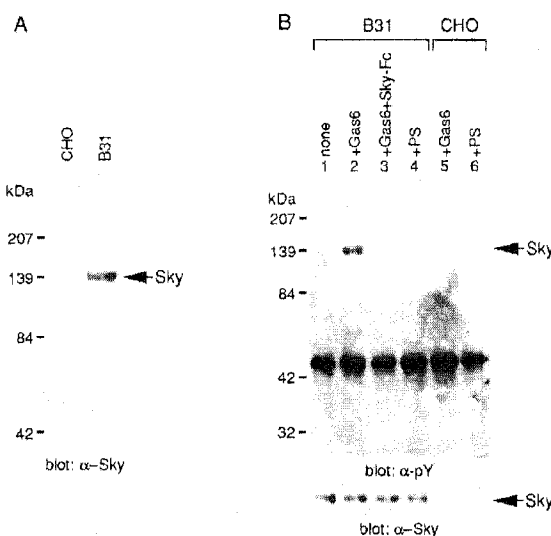 A
CHO
B31
kDa
207
139
Sky
84
42
blot: α–Sky
B
B31
CHO
none
+Gas6
+Gas6+Sky-Fc
+PS
+Gas6
+PS
1 2 3 4 5 6
kDa
207
139
Sky
84
42
32
blot: α-pY
Sky
blot: α–Sky